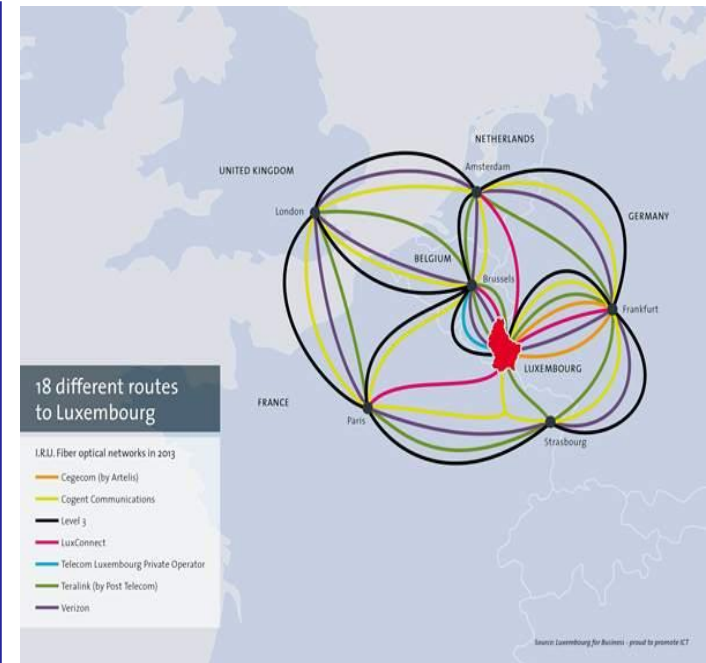 NETHERLANDS
Amsterdam
UNITED KINGDOM
London
GERMANY
BELGIUM
Brussels
Frankfurt
LUXEMBOURG
FRANCE
Paris
Strasbourg
18 different routes
to Luxembourg
I.R.U. Fiber optical networks in 2013
Cegecom (by Artelis)
Cogent Communications
Level 3
LuxConnect
Telecom Luxembourg Private Operator
Teralink (by Post Telecom)
Verizon
Source: Luxembourg for Business - proud to promote ICT